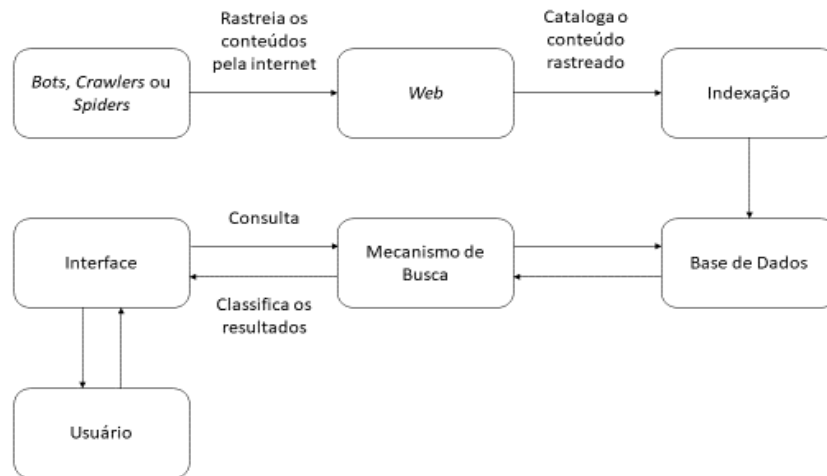 Rastreia os
conteúdos
pela internet
Cataloga o
conteúdo
rastreado
Bots, Crawlers ou
Spiders
Web
Indexação
Consulta
Interface
Mecanismo de
Busca
Base de Dados
Classifica os
resultados
Usuário